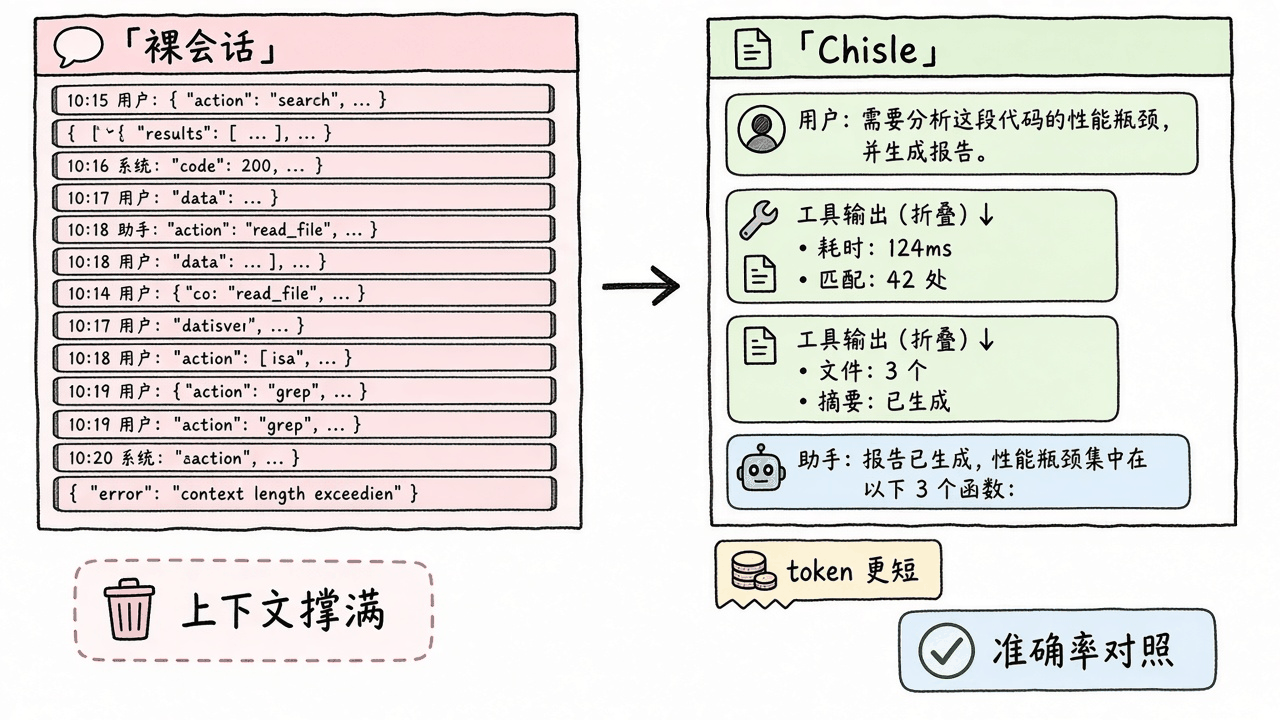 「裸会话」
10:15 用户: { "action": "search", ... }
{ "results": [ ... ], ... }
10:16 系统: "code": 200, ... }
10:17 用户: "data": ... }
10:18 助手: "action": "read_file", ... }
10:18 用户: "data": ... ], ... }
10:14 用户: {"co: "read_file", ... }
10:17 用户: "datisver", ... }
10:18 用户: "action": [ isa", ... }
10:19 用户: {"action": "grep", ... }
10:19 用户: "action": "grep", ... }
10:20 系统: "aaction", ... }
{ "error": "context length exceedien" }
上下文撑满
「Chisle」
用户: 需要分析这段代码的性能瓶颈,
并生成报告。
工具输出 (折叠) ↓
• 耗时: 124ms
• 匹配: 42 处
工具输出 (折叠) ↓
• 文件: 3 个
• 摘要: 已生成
助手: 报告已生成, 性能瓶颈集中在
以下 3 个函数:
token 更短
准确率对照